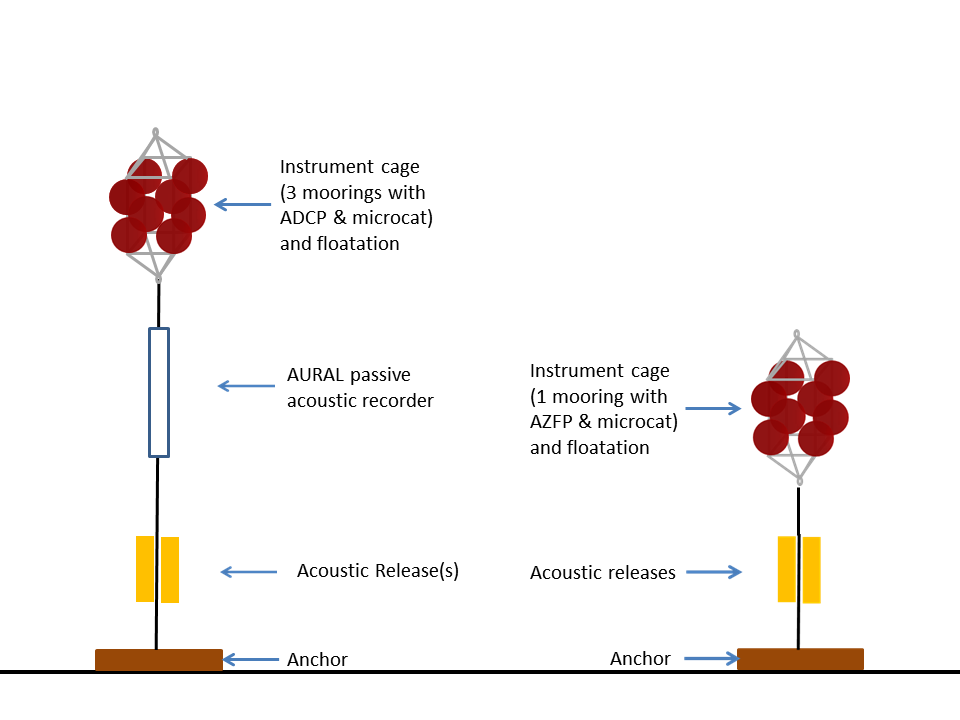 Instrument cage
(3 moorings with
ADCP & microcat)
and floatation
AURAL passive
acoustic recorder
Acoustic Release(s)
Anchor
Instrument cage
(1 mooring with
AZFP & microcat)
and floatation
Acoustic releases
Anchor